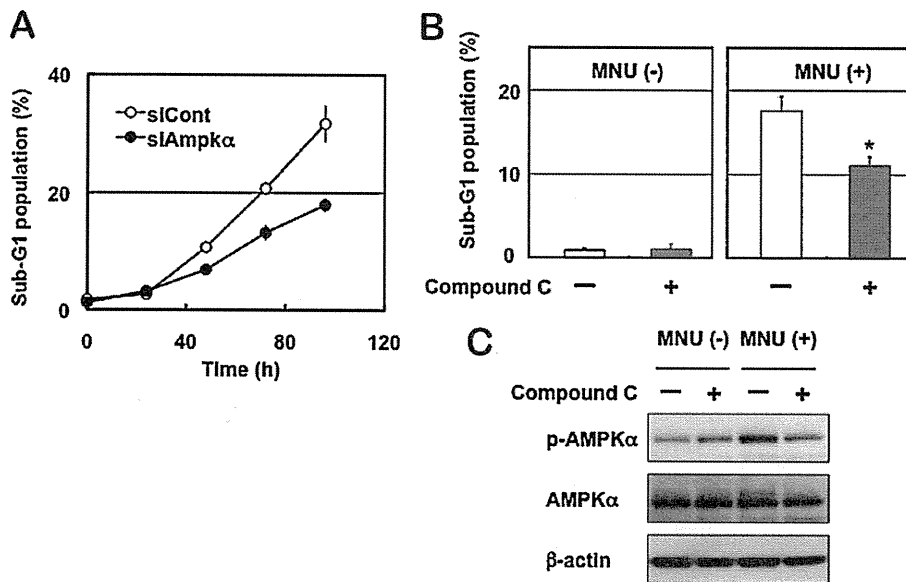 A
Sub-G1 population (%)
40
20
0
siCont
siAmpkα
0 40 80 120
Time (h)
B
Sub-G1 population (%)
20
10
0
MNU (-) MNU (+)
*
Compound C − + − +
C
MNU (-) MNU (+)
Compound C − + − +
p-AMPKα
AMPKα
β-actin